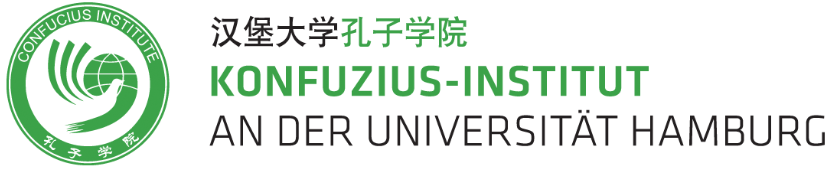 CONFUCIUS INSTITUTE
孔子学院
汉堡大学孔子学院
KONFUZIUS-INSTITUT
AN DER UNIVERSITÄT HAMBURG